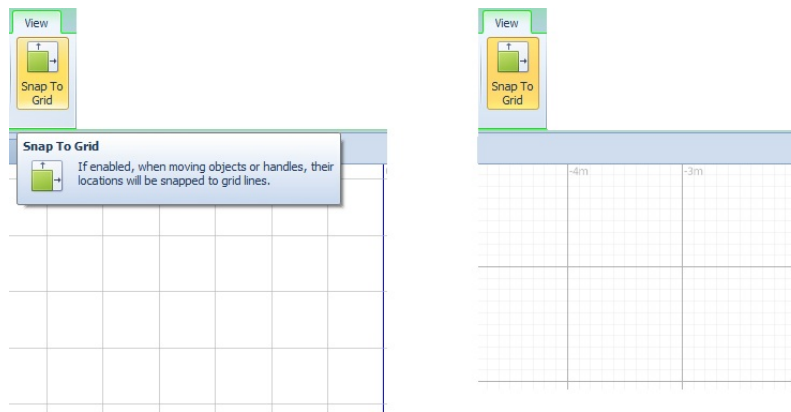 View
Snap To
Grid
Snap To Grid
If enabled, when moving objects or handles, their
locations will be snapped to grid lines.
View
Snap To
Grid
-4m
-3m